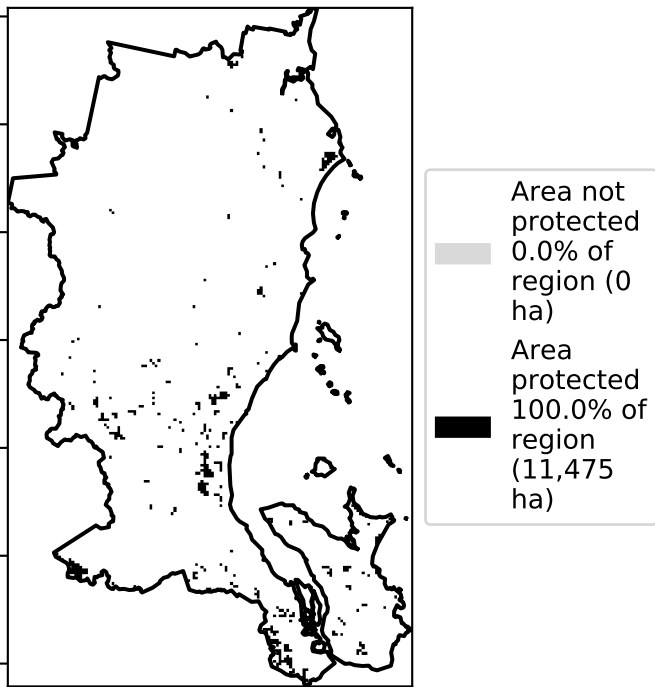 Area not
protected
0.0% of
region (0
ha)
Area
protected
100.0% of
region
(11,475
ha)